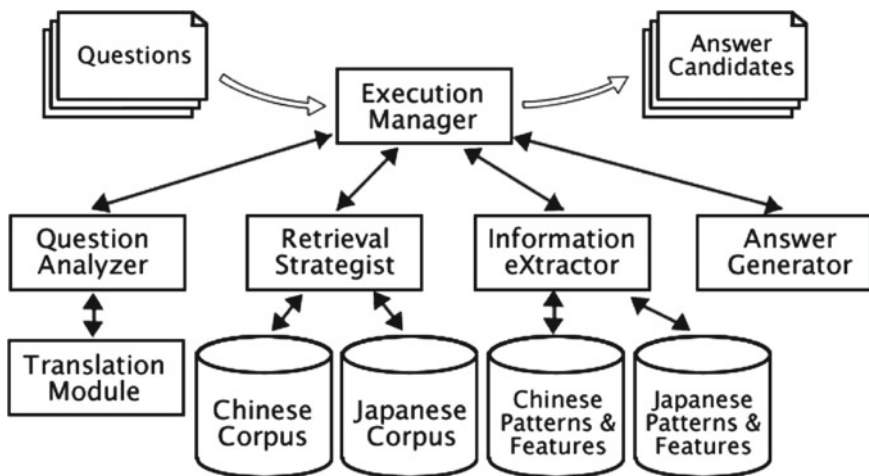 Questions
Answer
Candidates
Execution
Manager
Question
Analyzer
Retrieval
Strategist
Information
eXtractor
Answer
Generator
Translation
Module
Chinese
Corpus
Japanese
Corpus
Chinese
Patterns &
Features
Japanese
Patterns &
Features